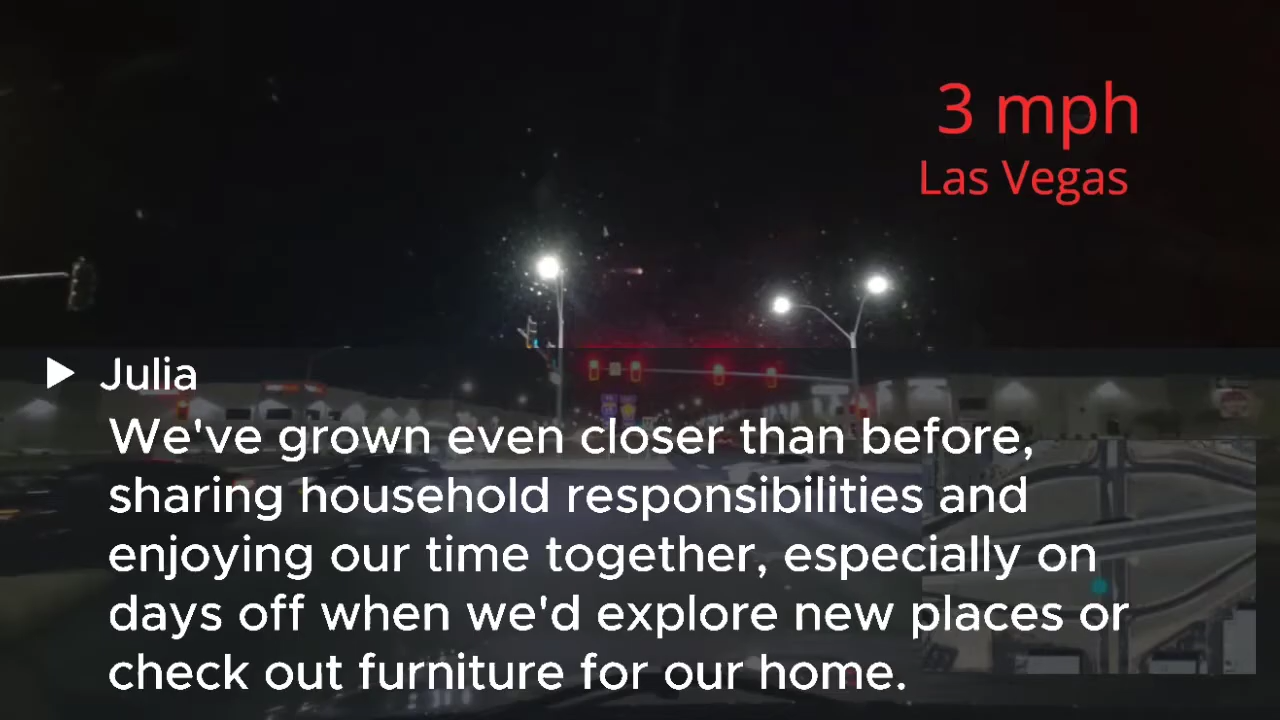 3 mph
Las Vegas
Julia
We've grown even closer than before,
sharing household responsibilities and
enjoying our time together, especially on
days off when we'd explore new places or
check out furniture for our home.